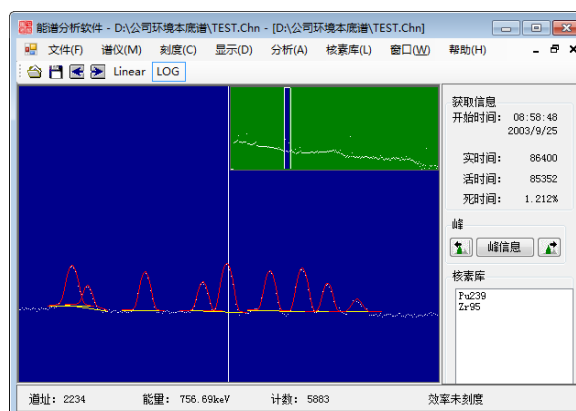 能谱分析软件 - D:\公司环境本底谱\TEST.Chn - [D:\公司环境本底谱\TEST.Chn]
文件(F) 谱仪(M) 刻度(C) 显示(D) 分析(A) 核素库(L) 窗口(W) 帮助(H)
Linear LOG
获取信息
开始时间: 08:58:48
2003/9/25
实时间: 86400
活时间: 85352
死时间: 1.212%
峰
峰信息
核素库
Pu239
Zr95
道址: 2234 能量: 756.69keV 计数: 5883 效率未刻度